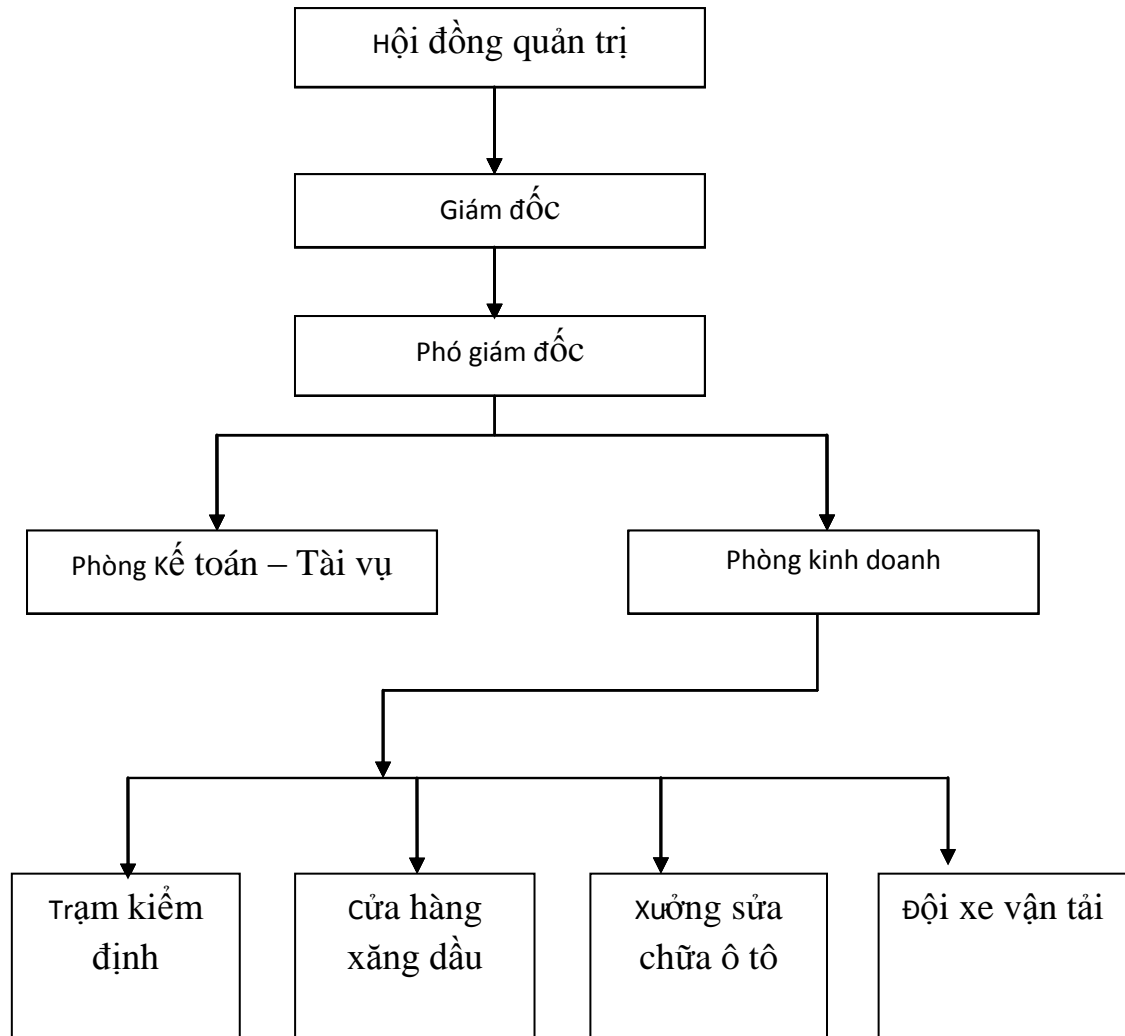 Hội đồng quản trị
Giám đốc
Phó giám đốc
Phòng Kế toán – Tài vụ
Phòng kinh doanh
Trạm kiểm
định
Cửa hàng
xăng dầu
Xưởng sửa
chữa ô tô
Đội xe vận tải